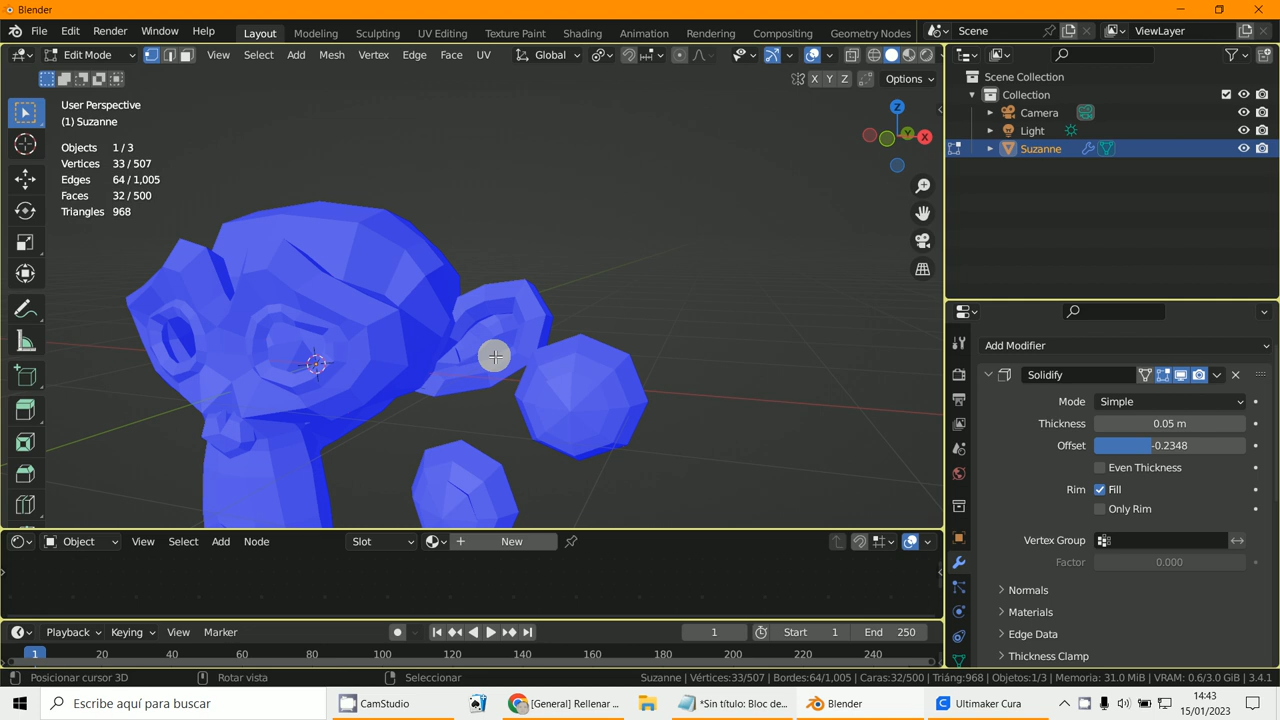 Blender
File Edit Render Window Help Layout Modeling Sculpting UV Editing Texture Paint Shading Animation Rendering Compositing Geometry Nodes Scene ViewLayer
Edit Mode View Select Add Mesh Vertex Edge Face UV Global
X Y Z Options
User Perspective
(1) Suzanne
Objects 1 / 3
Vertices 33 / 507
Edges 64 / 1,005
Faces 32 / 500
Triangles 968
Z
Y
X
Scene Collection
Collection
Camera
Light
Suzanne
Add Modifier
Solidify
Mode Simple
Thickness 0.05 m
Offset -0.2348
Even Thickness
Rim Fill
Only Rim
Vertex Group
Factor 0.000
Normals
Materials
Edge Data
Thickness Clamp
Object View Select Add Node Slot New
Playback Keying View Marker 1 Start 1 End 250
1 20 40 60 80 100 120 140 160 180 200 220 240
Posicionar cursor 3D Rotar vista Seleccionar Suzanne | Vértices:33/507 | Bordes:64/1,005 | Caras:32/500 | Triáng:968 | Objetos:1/3 | Memoria: 31.0 MiB | VRAM: 0.6/3.0 GiB | 3.4.1
Escribe aquí para buscar CamStudio [General] Rellenar ... *Sin título: Bloc de... Blender Ultimaker Cura
14:43
15/01/2023